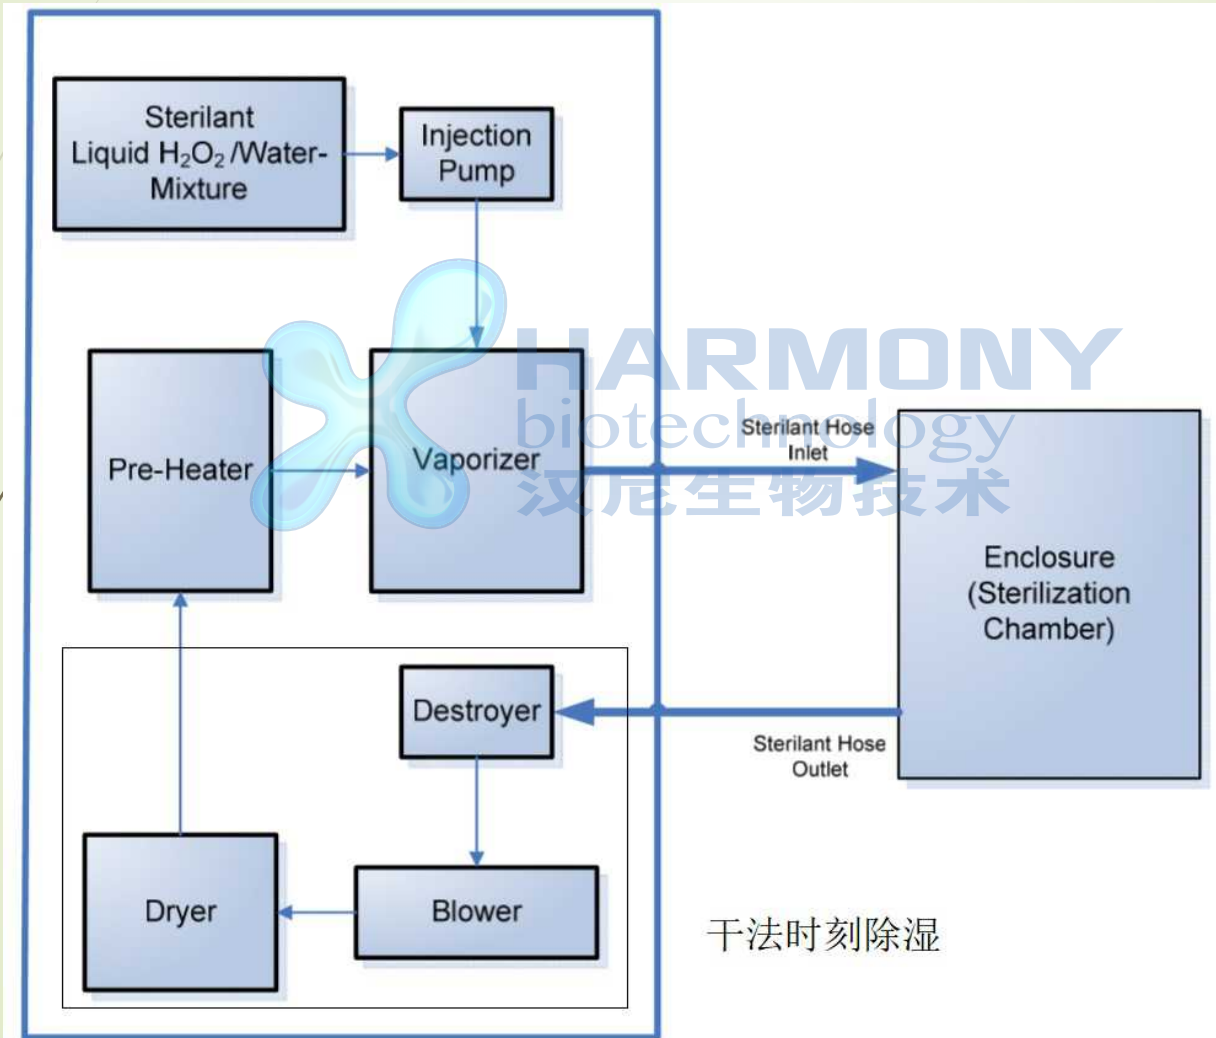 Sterilant
Liquid H₂O₂ /Water-
Mixture
Injection
Pump
HARMONY
biotechnology
汉尼生物技术
Pre-Heater
Vaporizer
Sterilant Hose
Inlet
Enclosure
(Sterilization
Chamber)
Destroyer
Sterilant Hose
Outlet
Dryer
Blower
干法时刻除湿